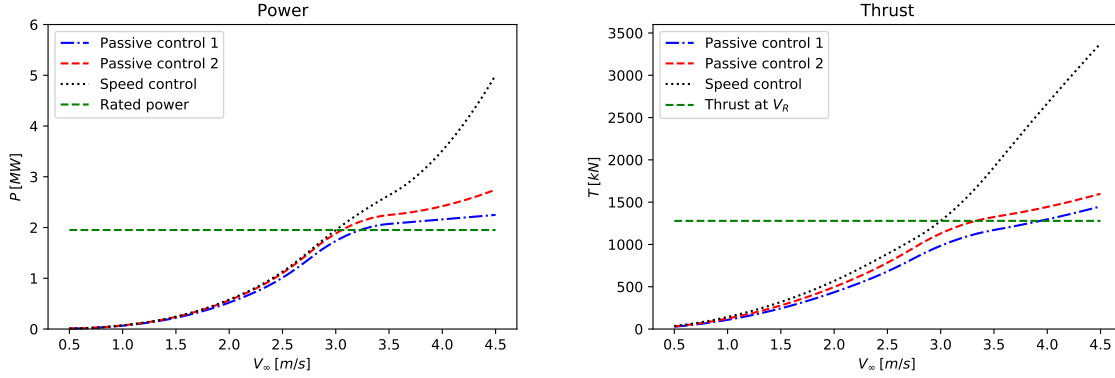 Power
6
5
4
3
2
1
0
P [MW]
Passive control 1
Passive control 2
Speed control
Rated power
0.5 1.0 1.5 2.0 2.5 3.0 3.5 4.0 4.5
V∞ [m/s]
Thrust
3500
3000
2500
2000
1500
1000
500
0
T [kN]
Passive control 1
Passive control 2
Speed control
Thrust at V_R
0.5 1.0 1.5 2.0 2.5 3.0 3.5 4.0 4.5
V∞ [m/s]